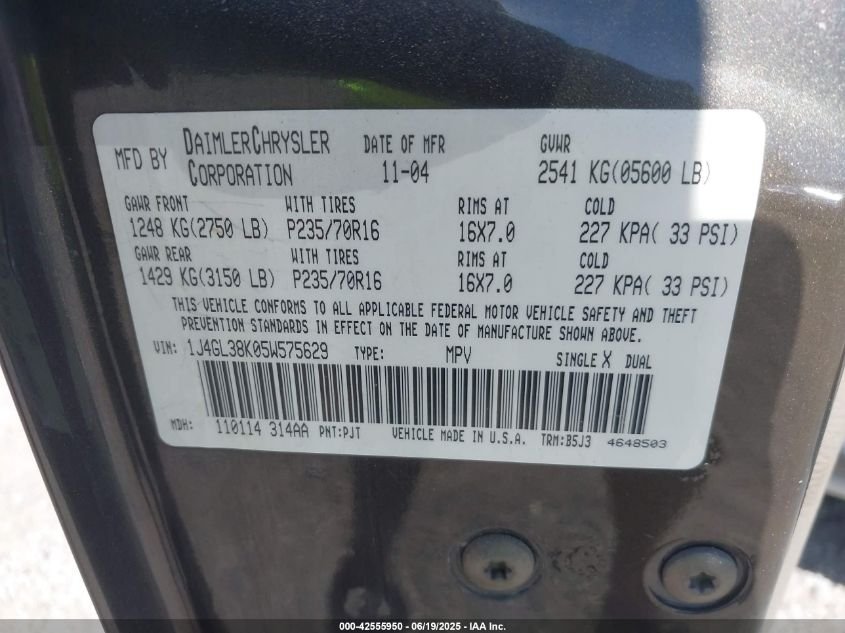 MFD BY DAIMLERCHRYSLER CORPORATION DATE OF MFR 11-04 GVWR 2541 KG(05600 LB)
GAWR FRONT WITH TIRES RIMS AT COLD
1248 KG(2750 LB) P235/70R16 16X7.0 227 KPA( 33 PSI)
GAWR REAR WITH TIRES RIMS AT COLD
1429 KG(3150 LB) P235/70R16 16X7.0 227 KPA( 33 PSI)
THIS VEHICLE CONFORMS TO ALL APPLICABLE FEDERAL MOTOR VEHICLE SAFETY AND THEFT
PREVENTION STANDARDS IN EFFECT ON THE DATE OF MANUFACTURE SHOWN ABOVE.
VIN: 1J4GL38K05W575629 TYPE: MPV SINGLE X DUAL
MDH: 110114 314AA PNT:PJT VEHICLE MADE IN U.S.A. TRM:B5J3 4648503
000-42555950 - 06/19/2025 - IAA Inc.